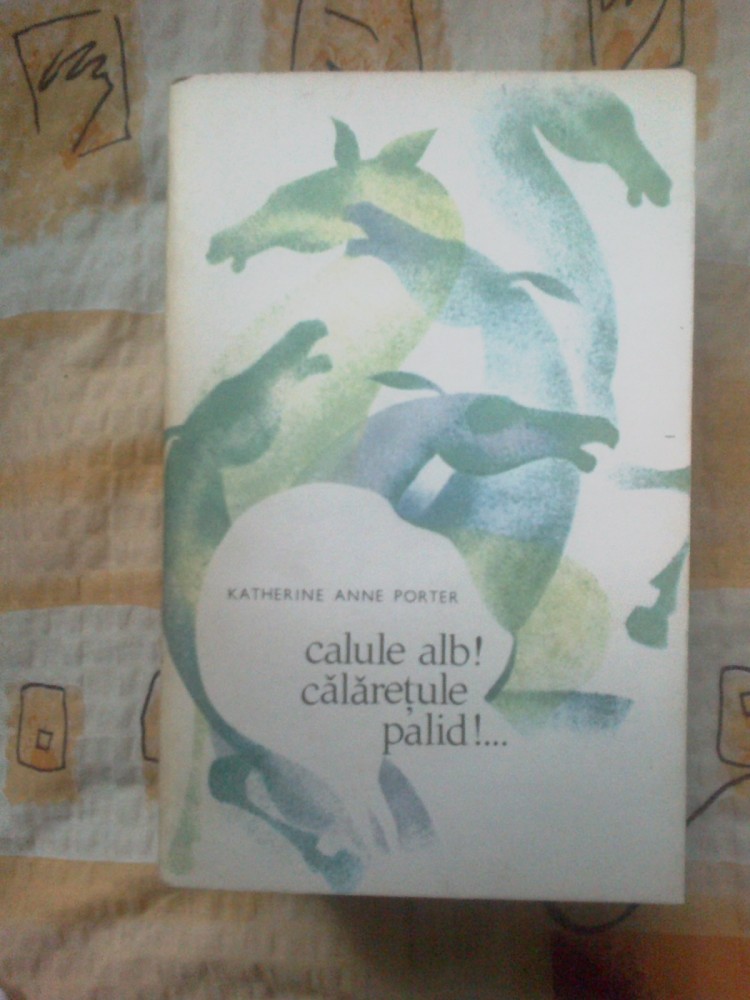 KATHERINE ANNE PORTER
calule alb!
călărețule
palid!...